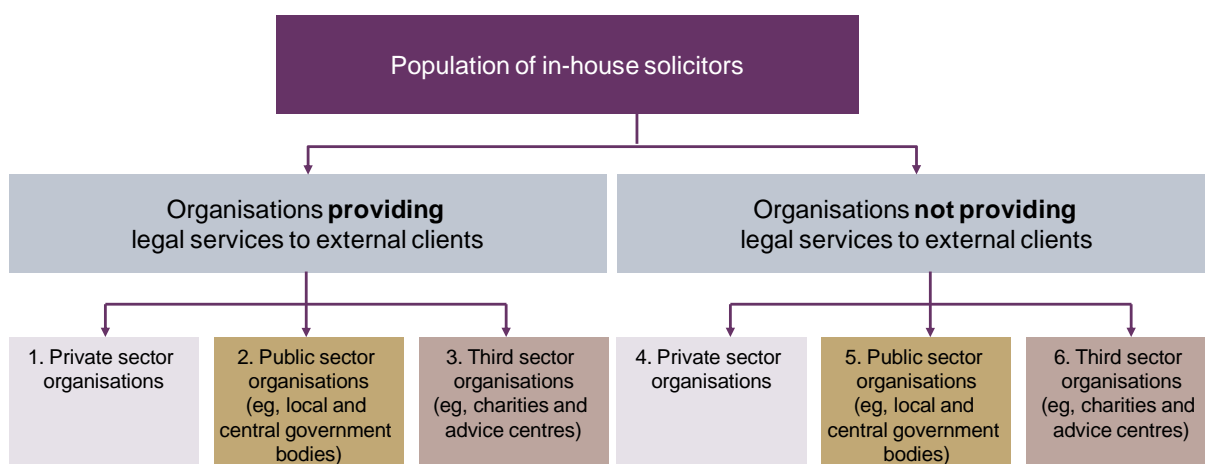 Population of in-house solicitors
Organisations providing
legal services to external clients
Organisations not providing
legal services to external clients
1. Private sector
organisations
2. Public sector
organisations
(eg, local and
central government
bodies)
3. Third sector
organisations
(eg, charities and
advice centres)
4. Private sector
organisations
5. Public sector
organisations
(eg, local and
central government
bodies)
6. Third sector
organisations
(eg, charities and
advice centres)